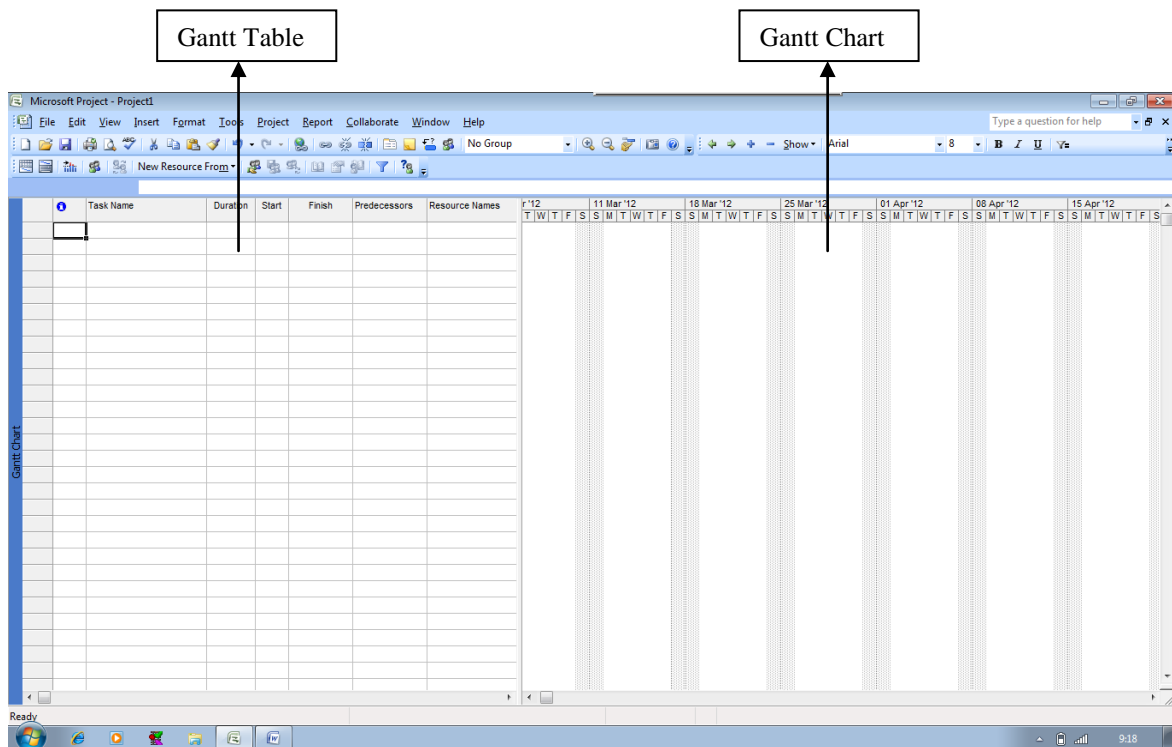 Gantt Table
Gantt Chart
Microsoft Project - Project1
File Edit View Insert Format Tools Project Report Collaborate Window Help
Type a question for help
No Group
Show
Arial
8
B I U
New Resource From
Task Name Duration Start Finish Predecessors Resource Names
r '12 11 Mar '12 18 Mar '12 25 Mar '12 01 Apr '12 08 Apr '12 15 Apr '12
T W T F S S M T W T F S S M T W T F S S M T W T F S S M T W T F S S M T W T F S S M T W T F S
Gantt Chart
Ready
9:18